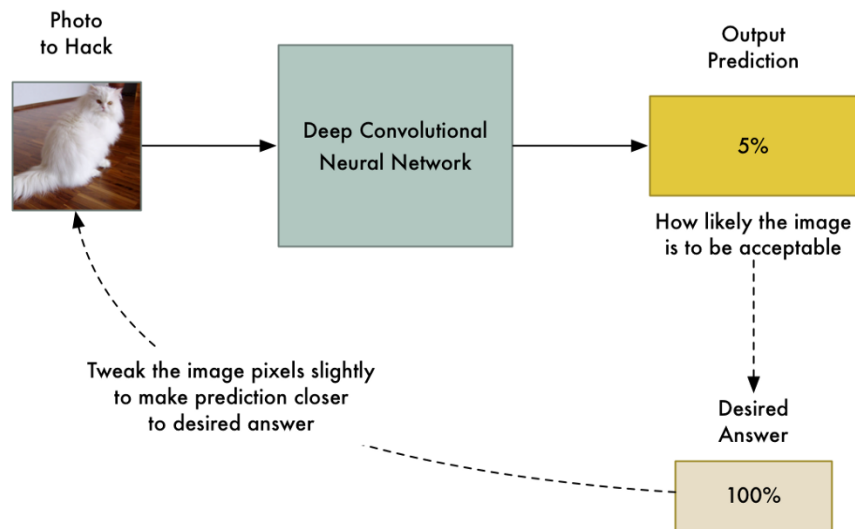 Photo
to Hack
Deep Convolutional
Neural Network
Output
Prediction
5%
How likely the image
is to be acceptable
Tweak the image pixels slightly
to make prediction closer
to desired answer
Desired
Answer
100%